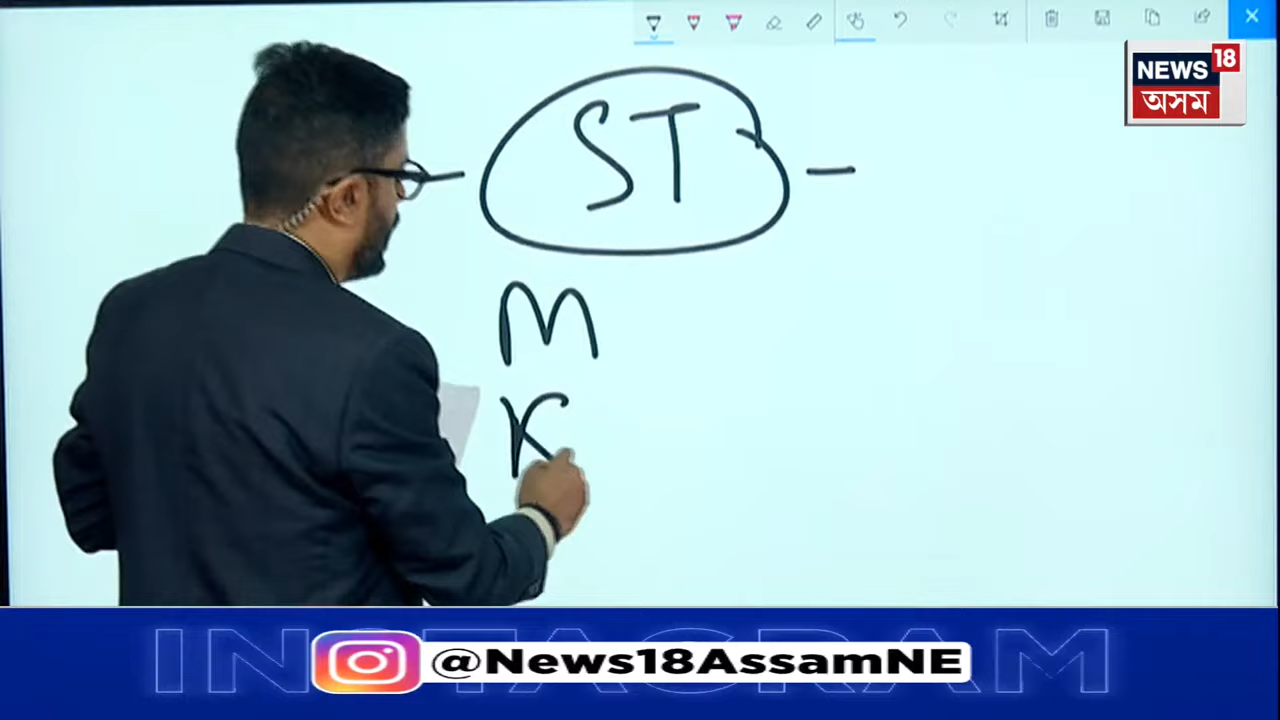 NEWS 18
অসম
- ST -
M
K
INSTAGRAM
@News18AssamNE